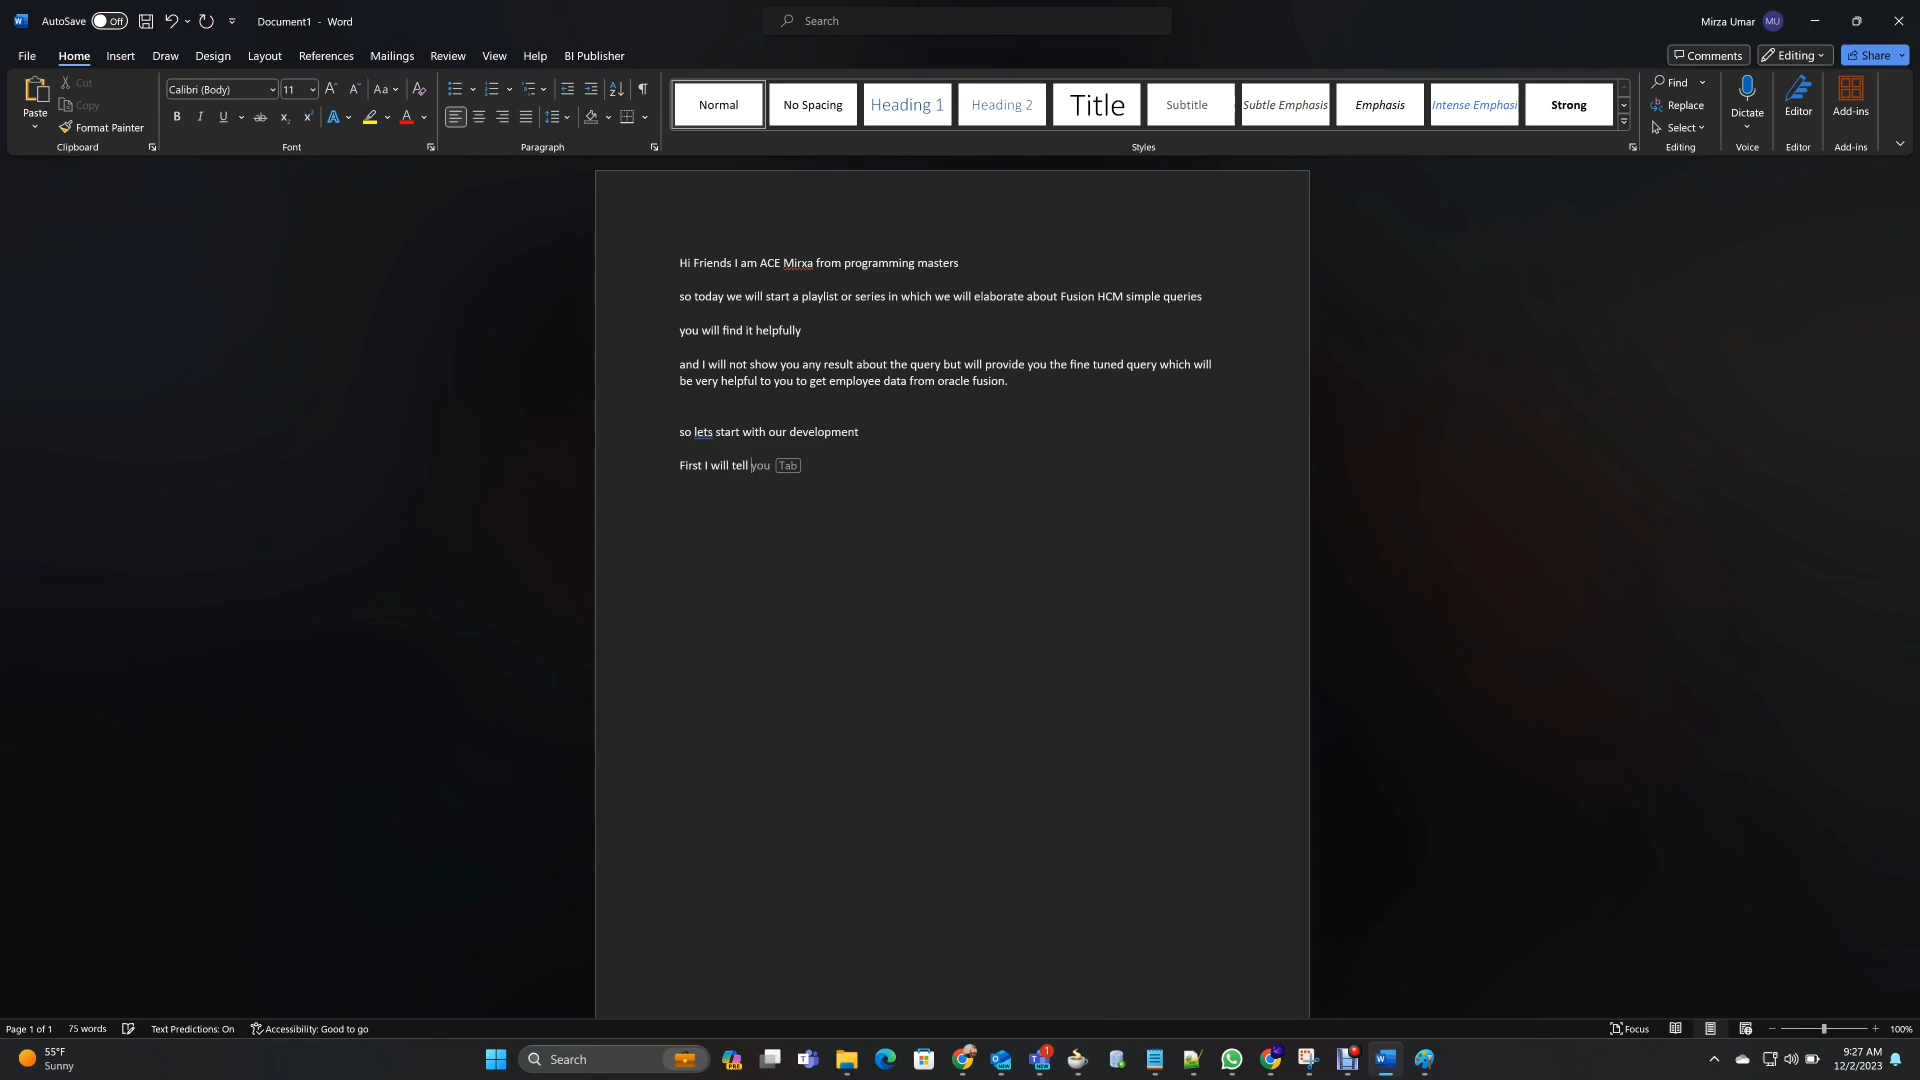 AutoSave Off Document1 - Word Search Mirza Umar MU
File Home Insert Draw Design Layout References Mailings Review View Help BI Publisher Comments Editing Share
Paste Cut Copy Format Painter
Calibri (Body) 11 Aa
Normal No Spacing Heading 1 Heading 2 Title Subtitle Subtle Emphasis Emphasis Intense Emphasi Strong
Find Replace Select Dictate Editor Add-ins
Clipboard Font Paragraph Styles Editing Voice Editor Add-ins
Hi Friends I am ACE Mirxa from programming masters
so today we will start a playlist or series in which we will elaborate about Fusion HCM simple queries
you will find it helpfully
and I will not show you any result about the query but will provide you the fine tuned query which will
be very helpful to you to get employee data from oracle fusion.
so lets start with our development
First I will tell you Tab
Page 1 of 1 75 words Text Predictions: On Accessibility: Good to go Focus 100%
55°F
Sunny
Search
PRE
NEW
NEW
1
9:27 AM
12/2/2023